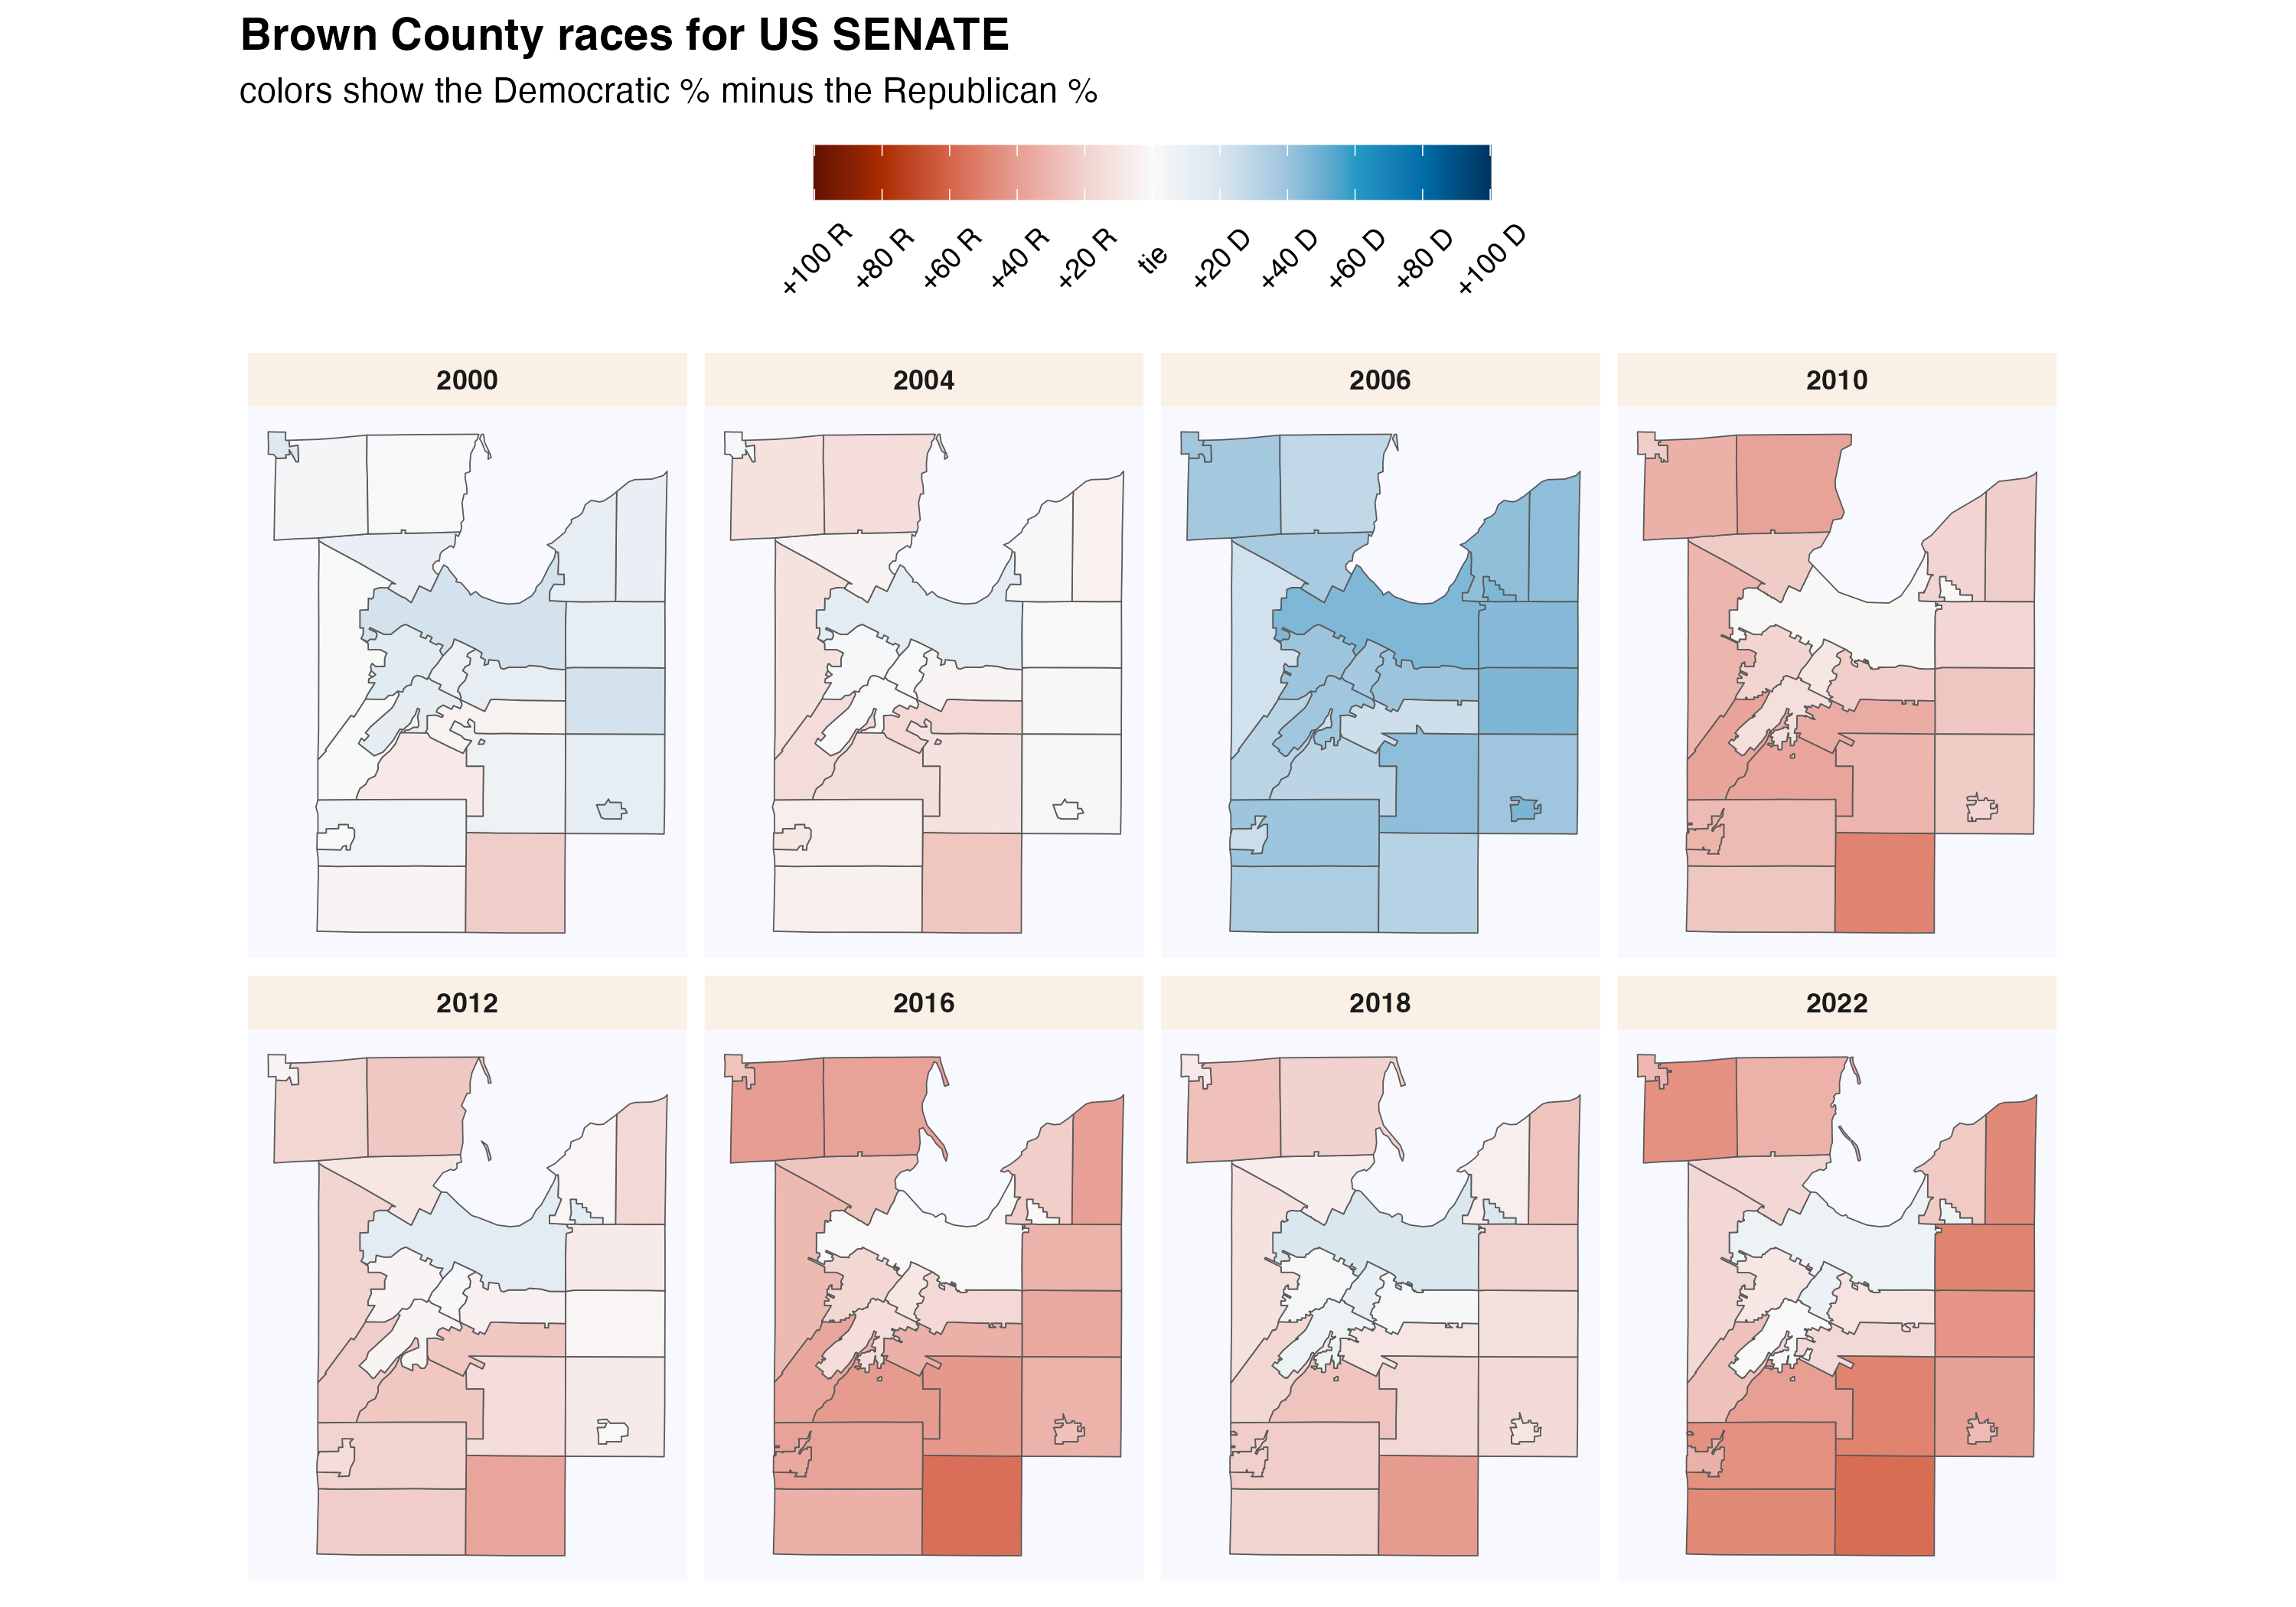 Brown County races for US SENATE
colors show the Democratic % minus the Republican %
+100 R +80 R +60 R +40 R +20 R tie +20 D +40 D +60 D +80 D +100 D
2000 2004 2006 2010
2012 2016 2018 2022